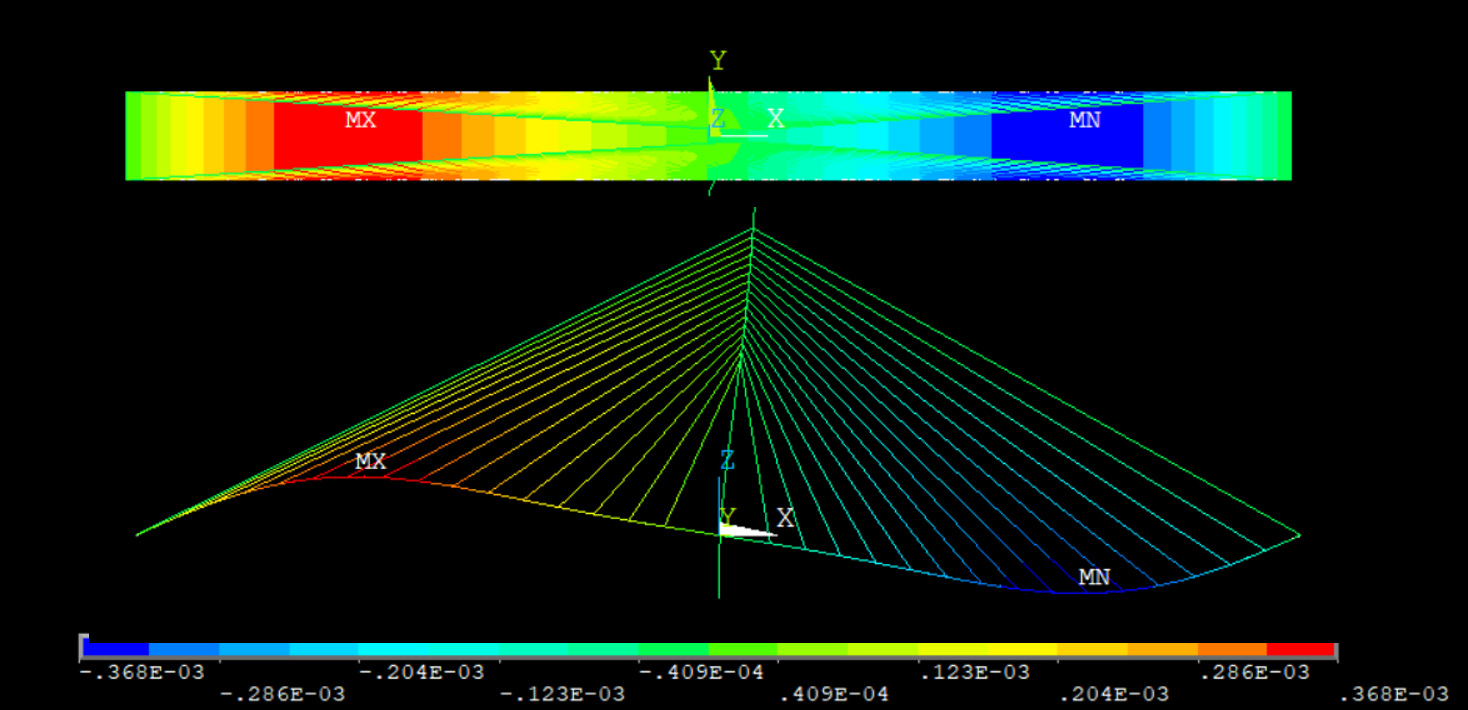 Y
MX
Z
X
MN
MX
Z
Y
X
MN
-.368E-03
-.204E-03
-.409E-04
.123E-03
.286E-03
-.286E-03
-.123E-03
.409E-04
.204E-03
.368E-03